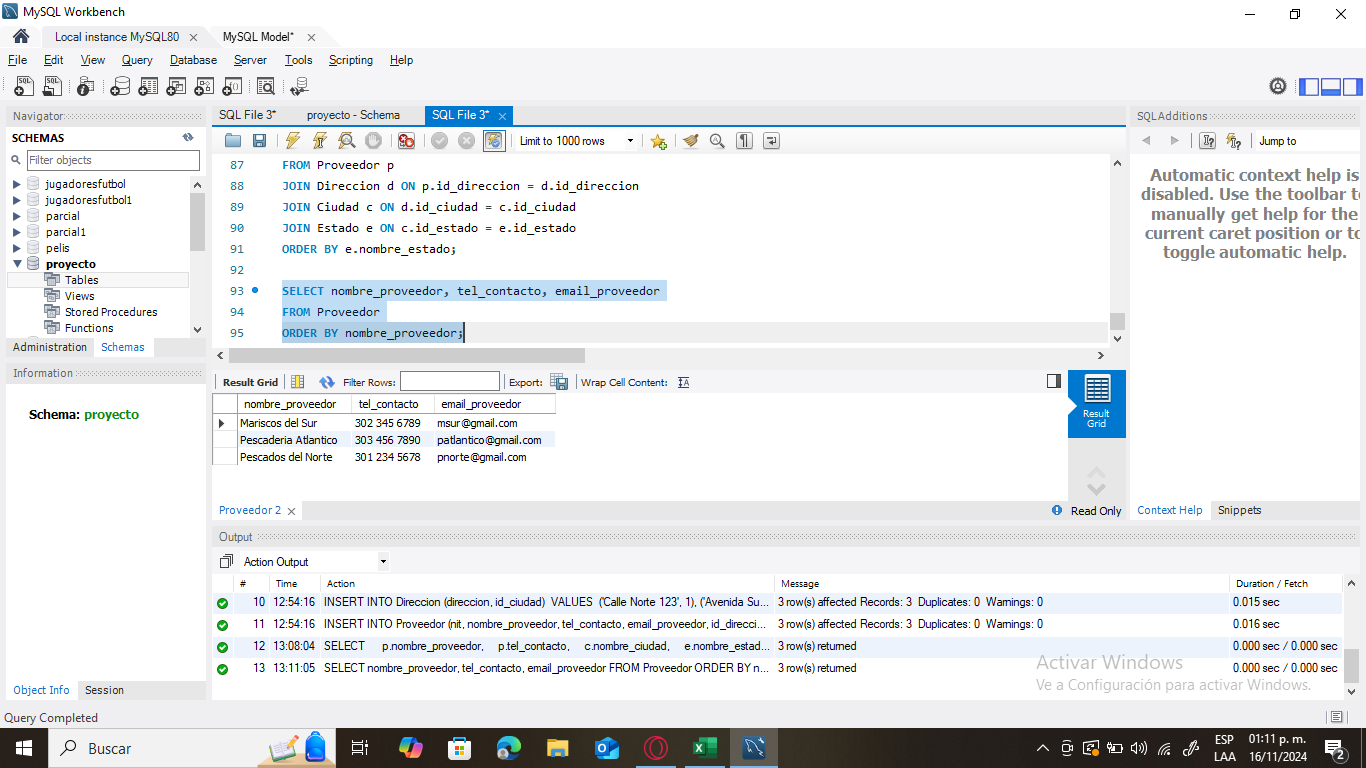 MySQL Workbench
Local instance MySQL80
MySQL Model*
File Edit View Query Database Server Tools Scripting Help
Navigator
SCHEMAS
Filter objects
jugadoresfutbol
jugadoresfutbol1
parcial
parcial1
pelis
proyecto
Tables
Views
Stored Procedures
Functions
Administration Schemas
Information
Schema: proyecto
Object Info Session
Query Completed
SQL File 3* proyecto - Schema SQL File 3*
Limit to 1000 rows
87 FROM Proveedor p
88 JOIN Direccion d ON p.id_direccion = d.id_direccion
89 JOIN Ciudad c ON d.id_ciudad = c.id_ciudad
90 JOIN Estado e ON c.id_estado = e.id_estado
91 ORDER BY e.nombre_estado;
92
93 SELECT nombre_proveedor, tel_contacto, email_proveedor
94 FROM Proveedor
95 ORDER BY nombre_proveedor;
Result Grid Filter Rows: Export: Wrap Cell Content:
nombre_proveedor tel_contacto email_proveedor
Mariscos del Sur 302 345 6789 msur@gmail.com
Pescaderia Atlantico 303 456 7890 patlantico@gmail.com
Pescados del Norte 301 234 5678 pnorte@gmail.com
Result
Grid
Proveedor 2
Read Only
SQLAdditions
Jump to
Automatic context help is
disabled. Use the toolbar to
manually get help for the
current caret position or to
toggle automatic help.
Context Help Snippets
Output
Action Output
# Time Action Message Duration / Fetch
10 12:54:16 INSERT INTO Direccion (direccion, id_ciudad) VALUES ('Calle Norte 123', 1), ('Avenida Su... 3 row(s) affected Records: 3 Duplicates: 0 Warnings: 0 0.015 sec
11 12:54:16 INSERT INTO Proveedor (nit, nombre_proveedor, tel_contacto, email_proveedor, id_direcci... 3 row(s) affected Records: 3 Duplicates: 0 Warnings: 0 0.016 sec
12 13:08:04 SELECT p.nombre_proveedor, p.tel_contacto, c.nombre_ciudad, e.nombre_estad... 3 row(s) returned 0.000 sec / 0.000 sec
13 13:11:05 SELECT nombre_proveedor, tel_contacto, email_proveedor FROM Proveedor ORDER BY n... 3 row(s) returned 0.000 sec / 0.000 sec
Activar Windows
Ve a Configuración para activar Windows.
Buscar
ESP
LAA
01:11 p. m.
16/11/2024
2